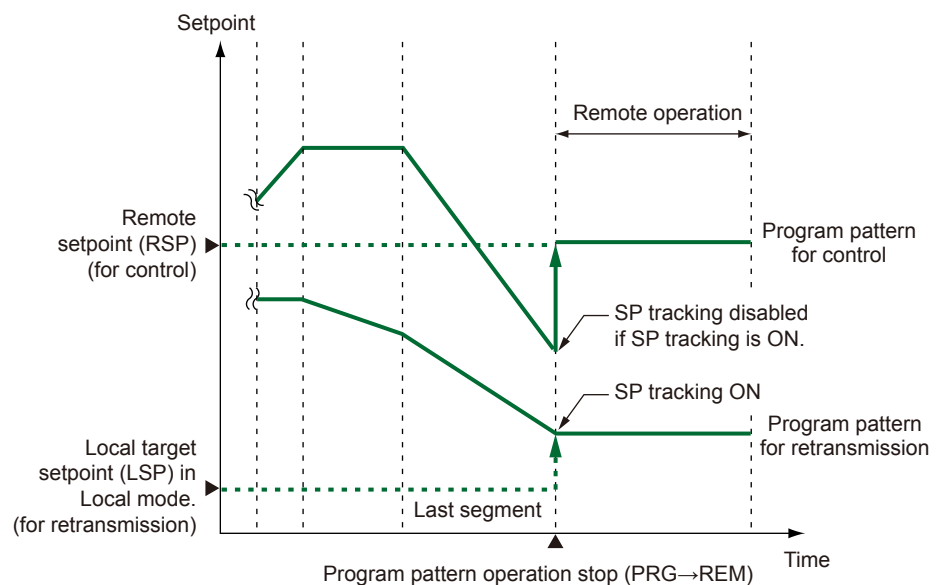 Setpoint
Remote operation
Remote
setpoint (RSP)
(for control)
Program pattern
for control
SP tracking disabled
if SP tracking is ON.
SP tracking ON
Program pattern
for retransmission
Local target
setpoint (LSP) in
Local mode.
(for retransmission)
Last segment
Time
Program pattern operation stop (PRG→REM)